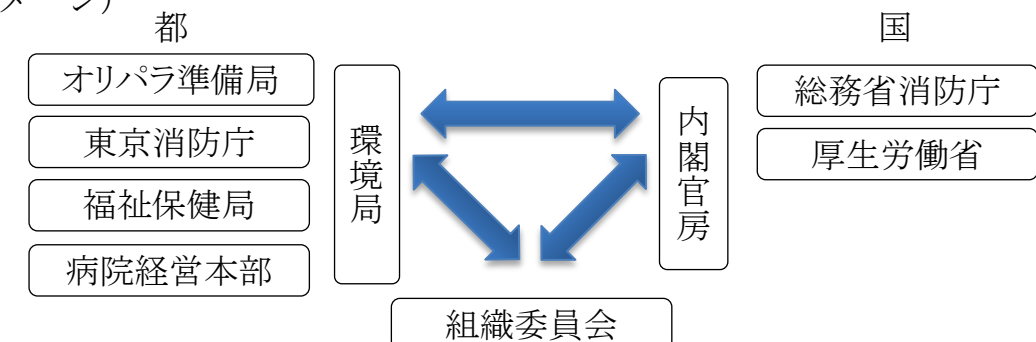 都
オリパラ準備局
東京消防庁
福祉保健局
病院経営本部
環境局
内閣官房
国
総務省消防庁
厚生労働省
組織委員会